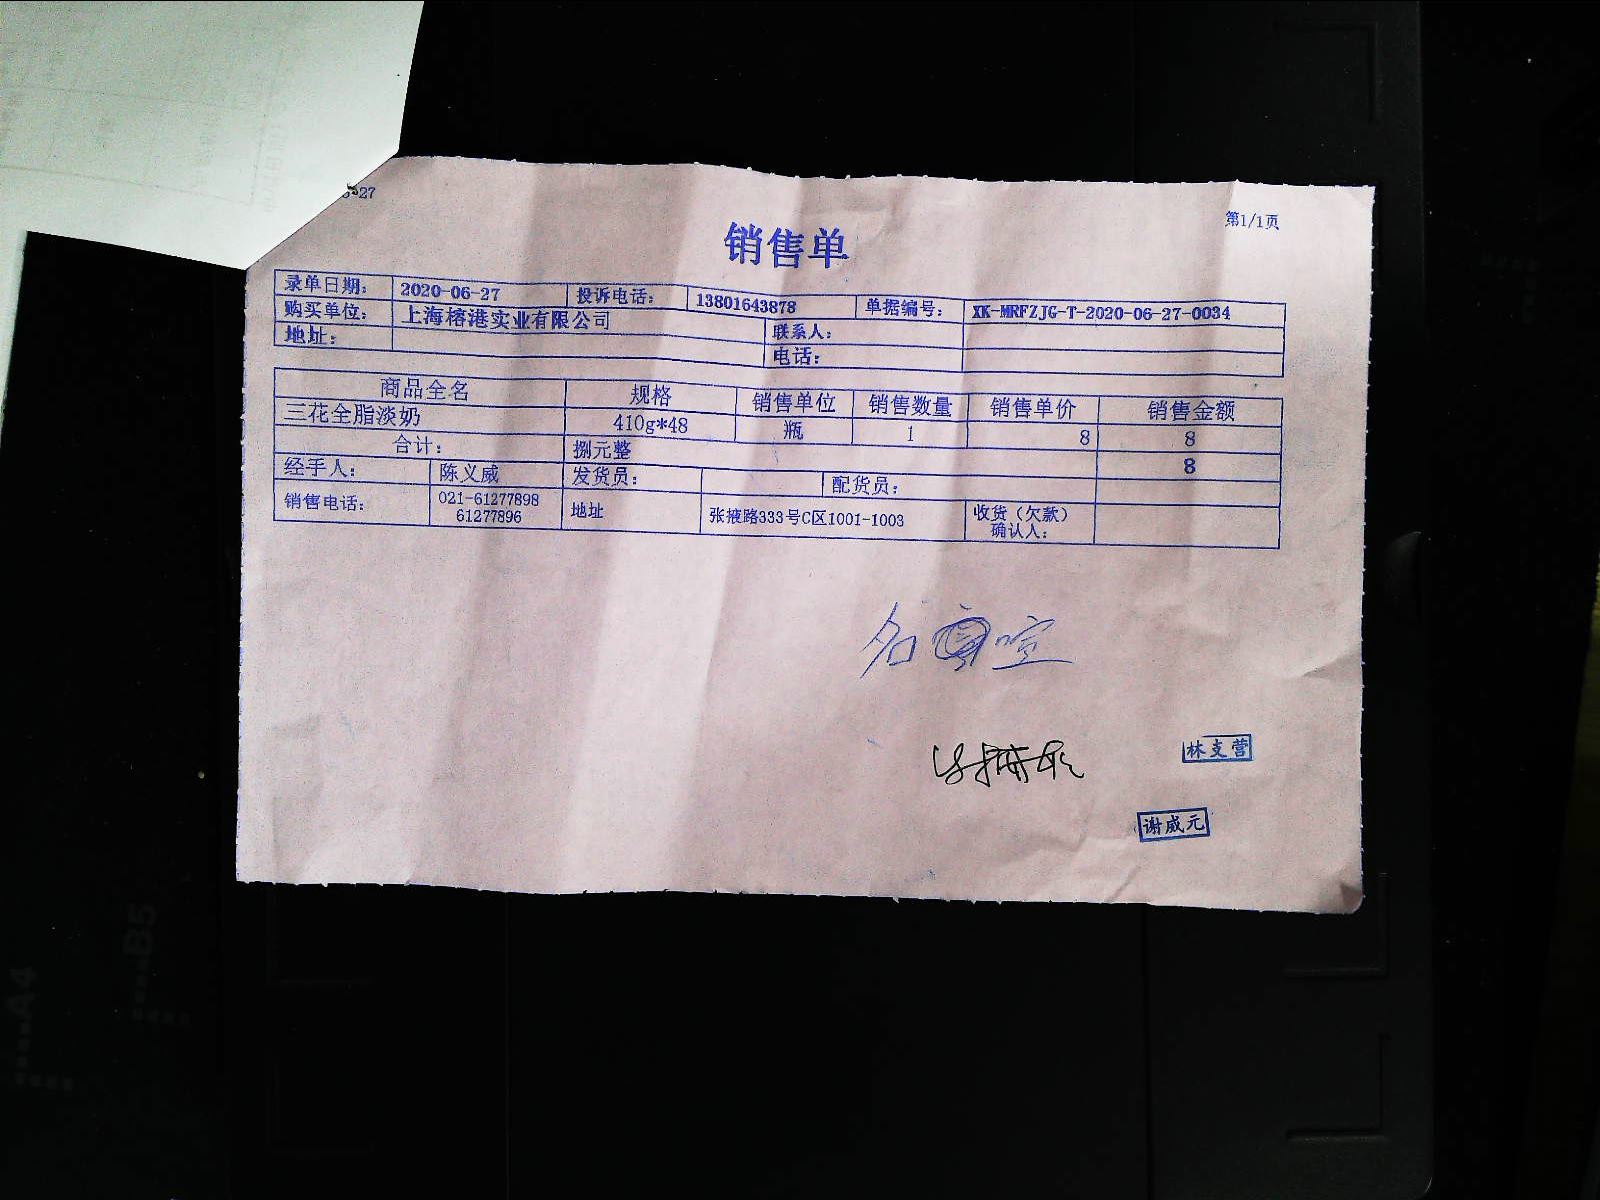 第1/1页
销售单
录单日期： 2020-06-27 投诉电话： 13801643878 单据编号： XK-MRFZJG-T-2020-06-27-0034
购买单位： 上海榕港实业有限公司 联系人：
地址： 电话：
商品全名 规格 销售单位 销售数量 销售单价 销售金额
三花全脂淡奶 410g*48 瓶 1 8 8
合计： 捌元整 8
经手人： 陈义威 发货员： 配货员：
销售电话： 021-61277898 61277896 地址 张掖路333号C区1001-1003 收货（欠款）确认人：
林支营
谢威元
A4
B5